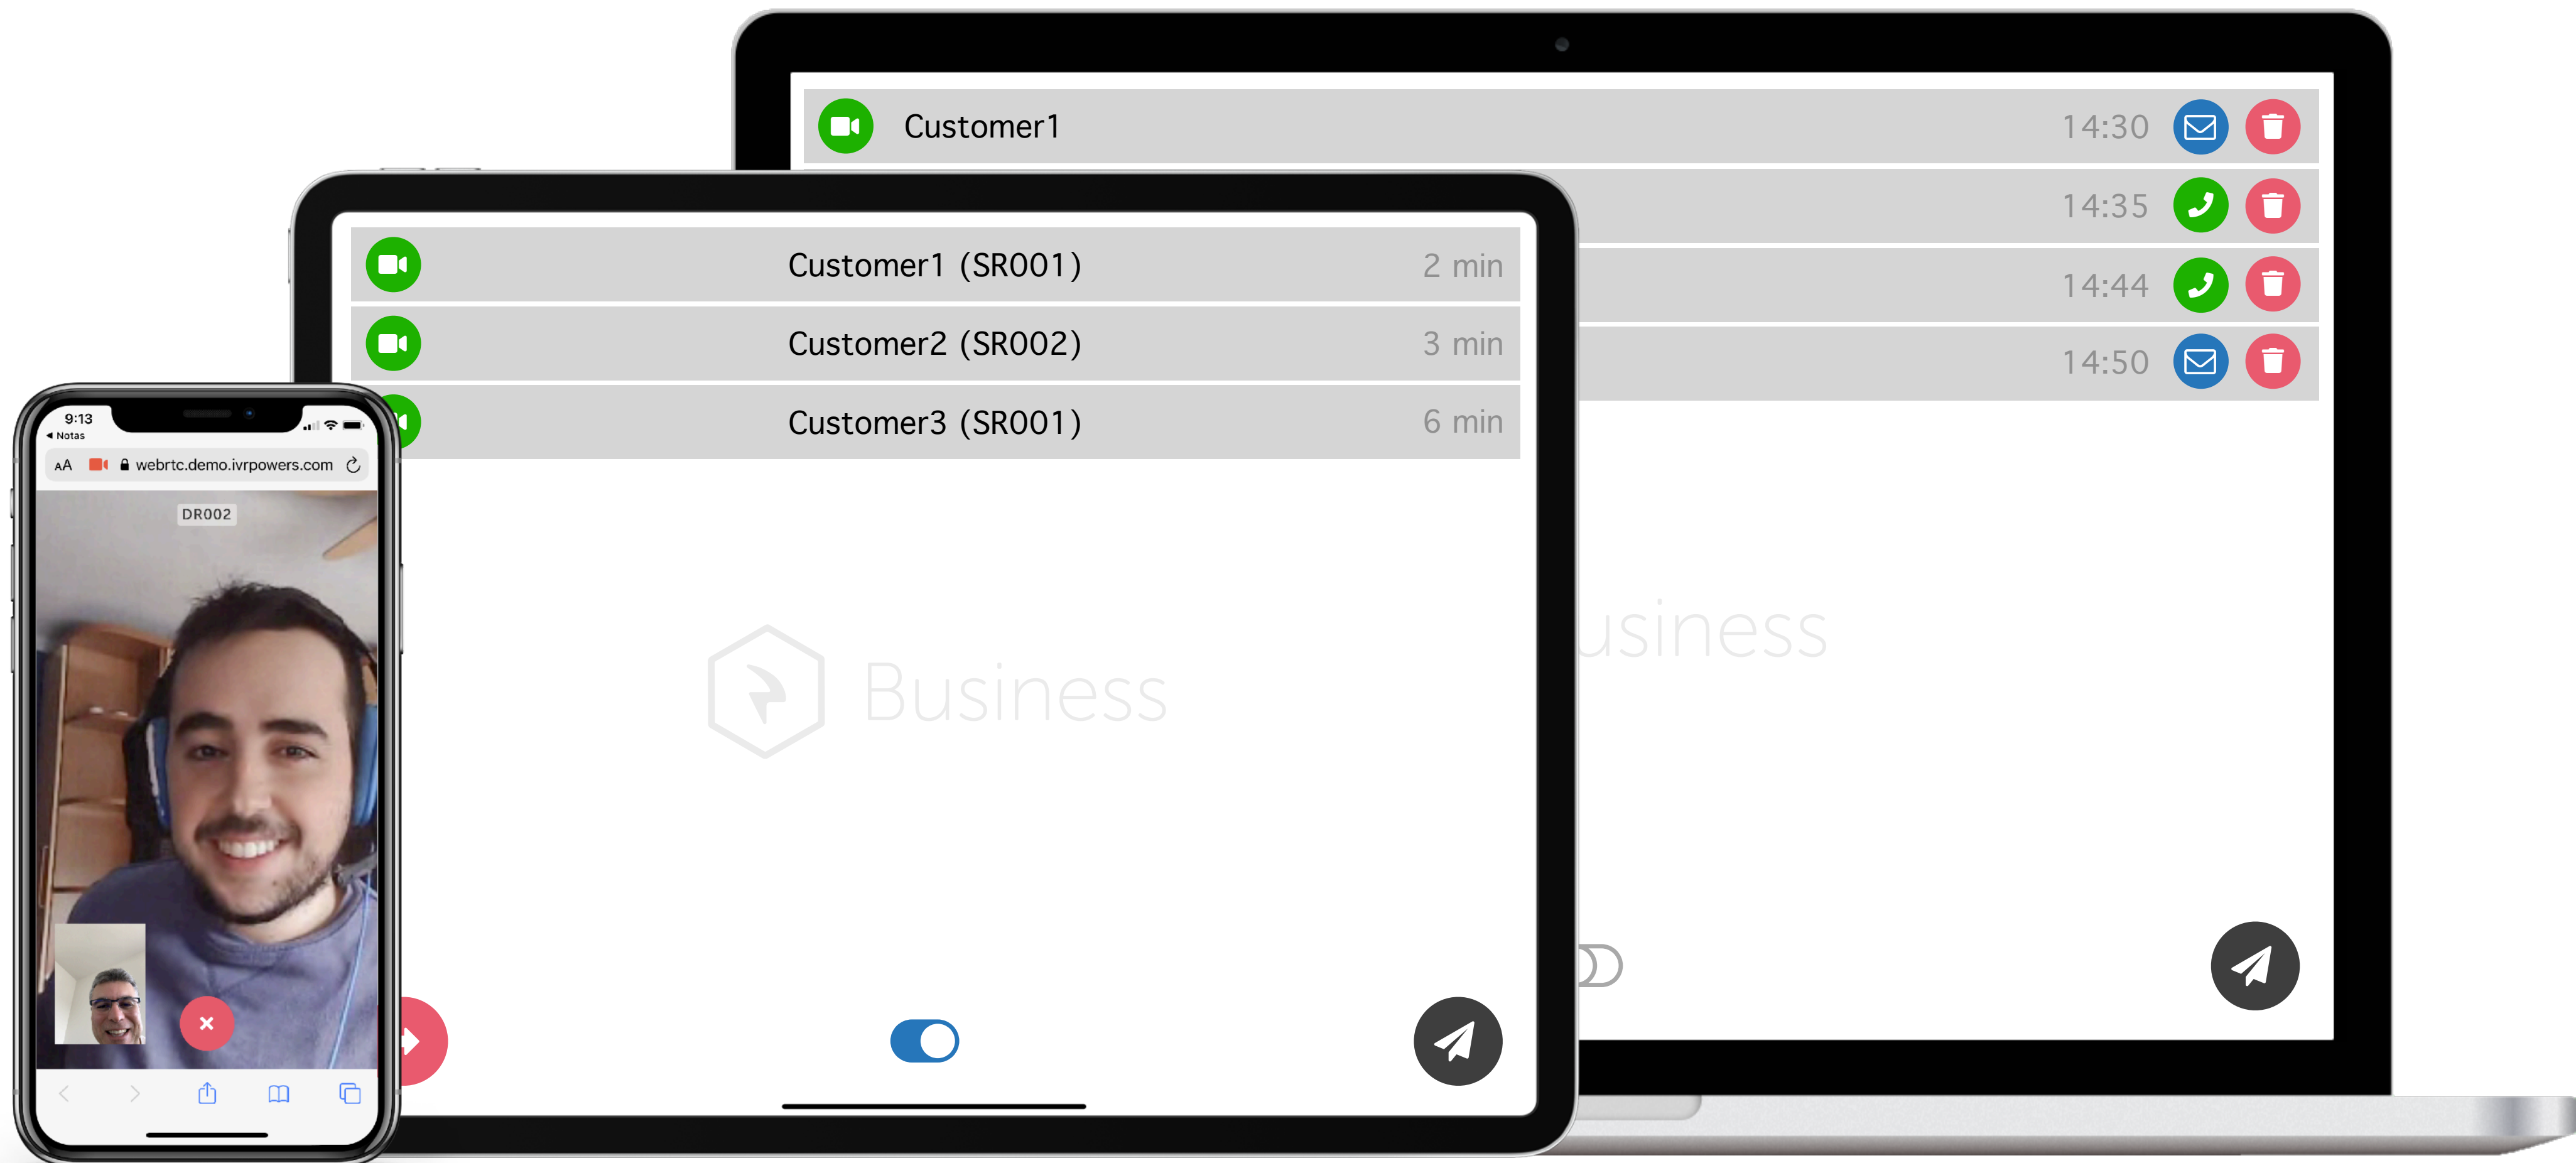 Customer1
14:30
14:35
14:44
14:50
usiness
Customer1 (SR001)
2 min
Customer2 (SR002)
3 min
Customer3 (SR001)
6 min
Business
9:13
Notas
AA
webrtc.demo.ivrpowers.com
DR002